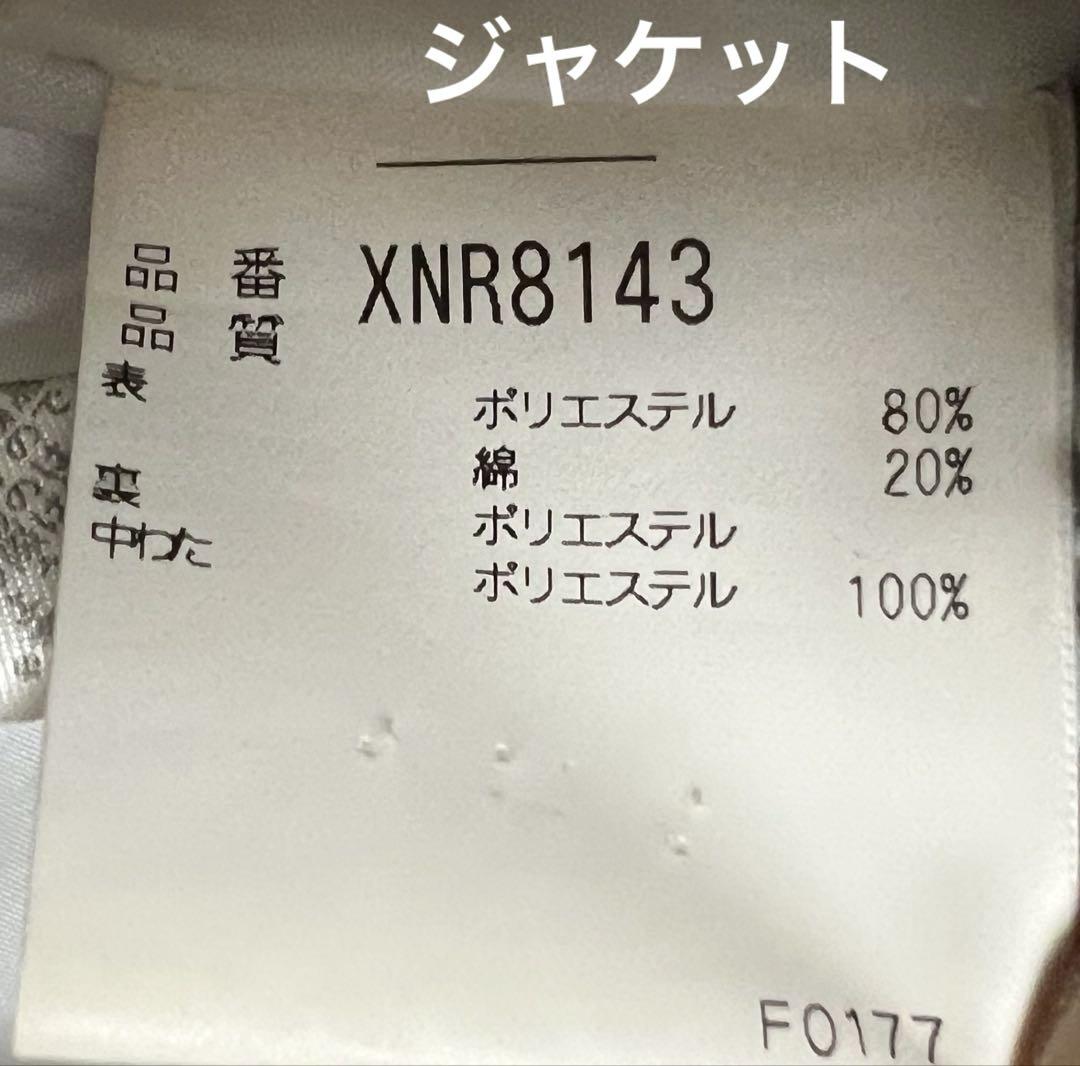 ジャケット
品番 XNR8143
品質
表 ポリエステル 80%
綿 20%
裏 ポリエステル
中わた ポリエステル 100%
F0177